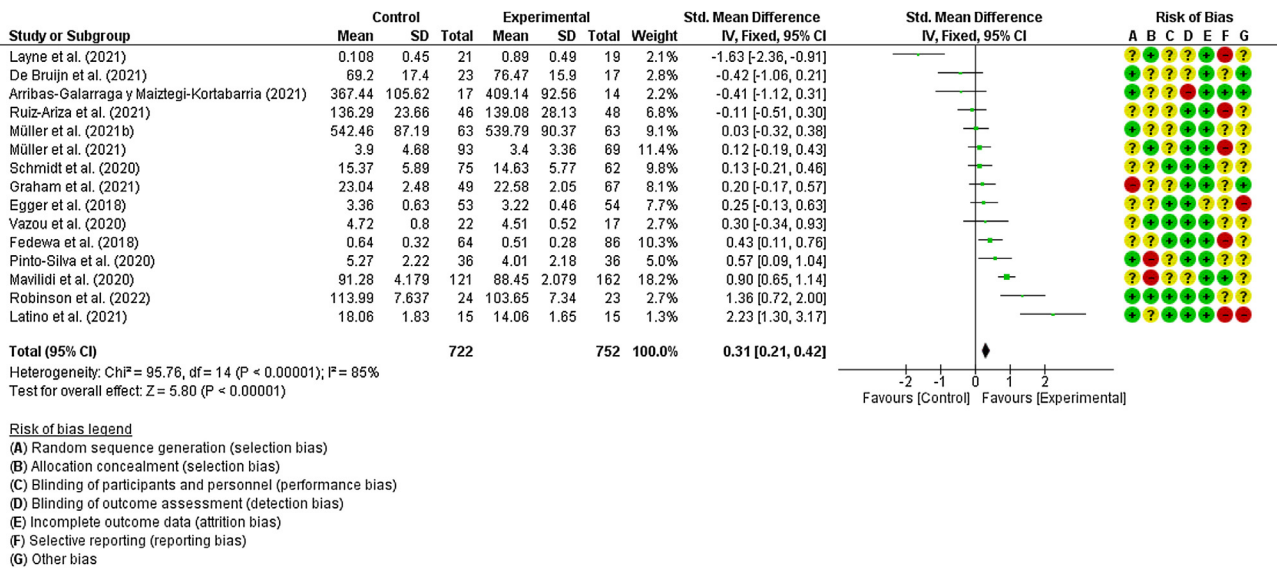 Control Experimental Std. Mean Difference Std. Mean Difference Risk of Bias
Study or Subgroup Mean SD Total Mean SD Total Weight IV, Fixed, 95% CI IV, Fixed, 95% CI A B C D E F G
Layne et al. (2021) 0.108 0.45 21 0.89 0.49 19 2.1% -1.63 [-2.36, -0.91] ? + ? ? + - ?
De Bruijn et al. (2021) 69.2 17.4 23 76.47 15.9 17 2.8% -0.42 [-1.06, 0.21] + ? ? + + ? +
Arribas-Galarraga y Maiztegi-Kortabarria (2021) 367.44 105.62 17 409.14 92.56 14 2.2% -0.41 [-1.12, 0.31] + ? ? - + + +
Ruiz-Ariza et al. (2021) 136.29 23.66 46 139.08 28.13 48 6.8% -0.11 [-0.51, 0.30] ? ? ? ? + - ?
Müller et al. (2021b) 542.46 87.19 63 539.79 90.37 63 9.1% 0.03 [-0.32, 0.38] + ? ? + + ? ?
Müller et al. (2021) 3.9 4.68 93 3.4 3.36 69 11.4% 0.12 [-0.19, 0.43] ? + ? + + - ?
Schmidt et al. (2020) 15.37 5.89 75 14.63 5.77 62 9.8% 0.13 [-0.21, 0.46] ? ? + + + ? ?
Graham et al. (2021) 23.04 2.48 49 22.58 2.05 67 8.1% 0.20 [-0.17, 0.57] - ? ? ? + ? +
Egger et al. (2018) 3.36 0.63 53 3.22 0.46 54 7.7% 0.25 [-0.13, 0.63] ? ? + + ? ? -
Vazou et al. (2020) 4.72 0.8 22 4.51 0.52 17 2.7% 0.30 [-0.34, 0.93] ? ? ? + + ? ?
Fedewa et al. (2018) 0.64 0.32 64 0.51 0.28 86 10.3% 0.43 [0.11, 0.76] ? ? + + + - ?
Pinto-Silva et al. (2020) 5.27 2.22 36 4.01 2.18 36 5.0% 0.57 [0.09, 1.04] + - ? + + ? ?
Mavilidi et al. (2020) 91.28 4.179 121 88.45 2.079 162 18.2% 0.90 [0.65, 1.14] ? - ? ? + ? ?
Robinson et al. (2022) 113.99 7.637 24 103.65 7.34 23 2.7% 1.36 [0.72, 2.00] + + + + + ? ?
Latino et al. (2021) 18.06 1.83 15 14.06 1.65 15 1.3% 2.23 [1.30, 3.17] + ? + + + - -
Total (95% CI) 722 752 100.0% 0.31 [0.21, 0.42]
Heterogeneity: Chi² = 95.76, df = 14 (P < 0.00001); I² = 85%
Test for overall effect: Z = 5.80 (P < 0.00001)
-2 -1 0 1 2
Favours [Control] Favours [Experimental]
Risk of bias legend
(A) Random sequence generation (selection bias)
(B) Allocation concealment (selection bias)
(C) Blinding of participants and personnel (performance bias)
(D) Blinding of outcome assessment (detection bias)
(E) Incomplete outcome data (attrition bias)
(F) Selective reporting (reporting bias)
(G) Other bias